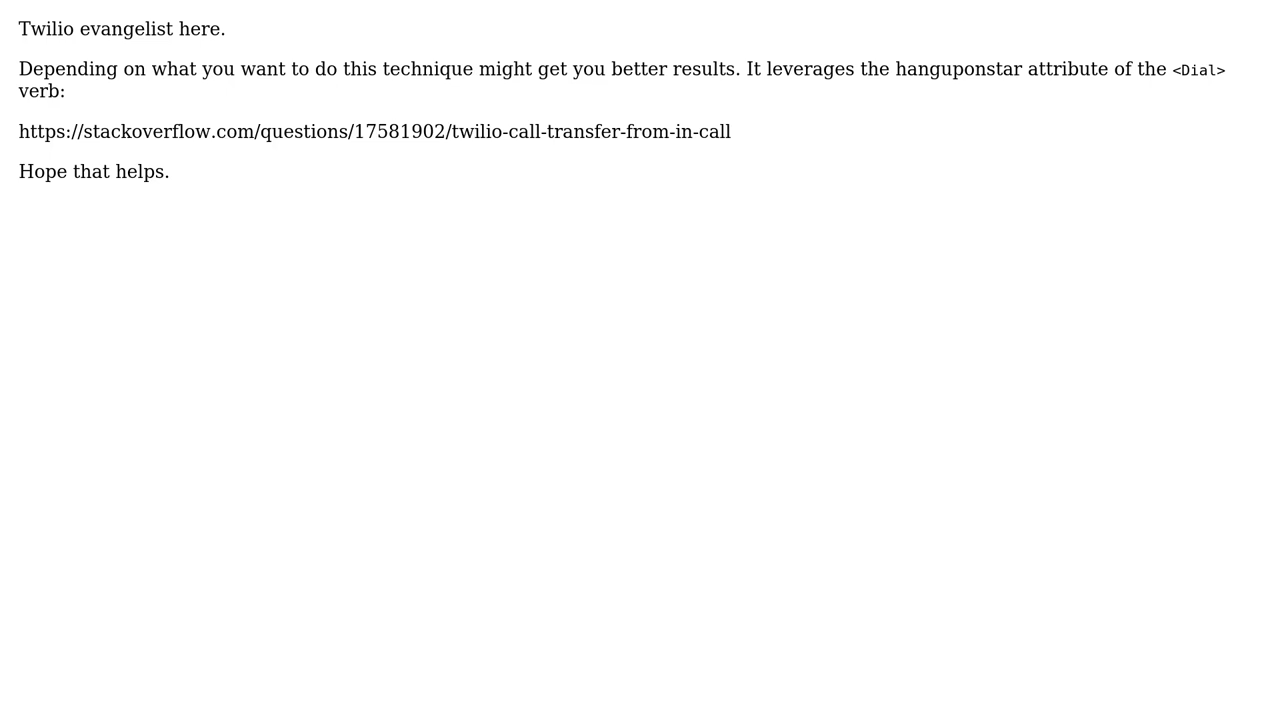 Twilio evangelist here.
Depending on what you want to do this technique might get you better results. It leverages the hanguponstar attribute of the <Dial>
verb:
https://stackoverflow.com/questions/17581902/twilio-call-transfer-from-in-call
Hope that helps.